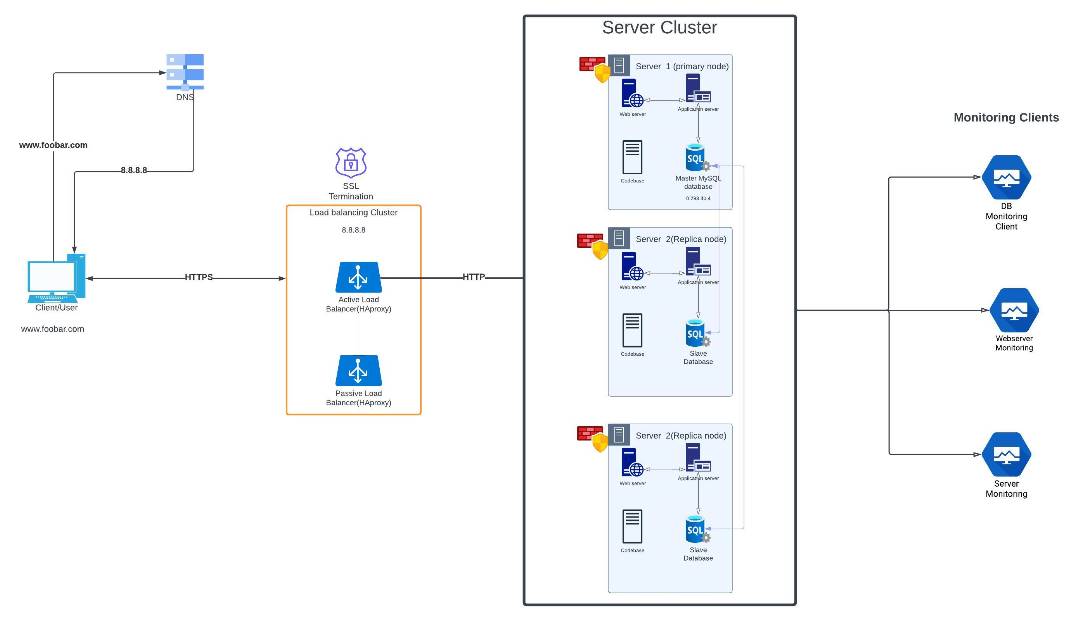 Server Cluster
DNS
www.foobar.com
8.8.8.8
Client/User
www.foobar.com
HTTPS
SSL
Termination
Load balancing Cluster
8.8.8.8
Active Load
Balancer(HAproxy)
Passive Load
Balancer(HAproxy)
HTTP
Server 1 (primary node)
Web server
Application server
Codebase
Master MySQL
database
Server 2(Replica node)
Web server
Application server
Codebase
SQL
SQL
Slave
Database
Server 2(Replica node)
Web server
Application server
Codebase
SQL
Slave
Database
Monitoring Clients
DB
Monitoring
Client
Webserver
Monitoring
Server
Monitoring